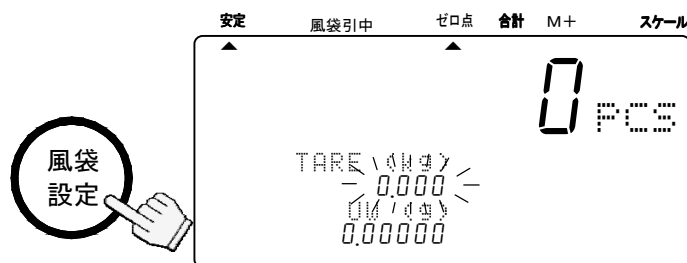 安定 風袋引中 ゼロ点 合計 M+ スケール
0 PCS
風袋
設定
TARE (kg)
0.000
UW (g)
0.00000